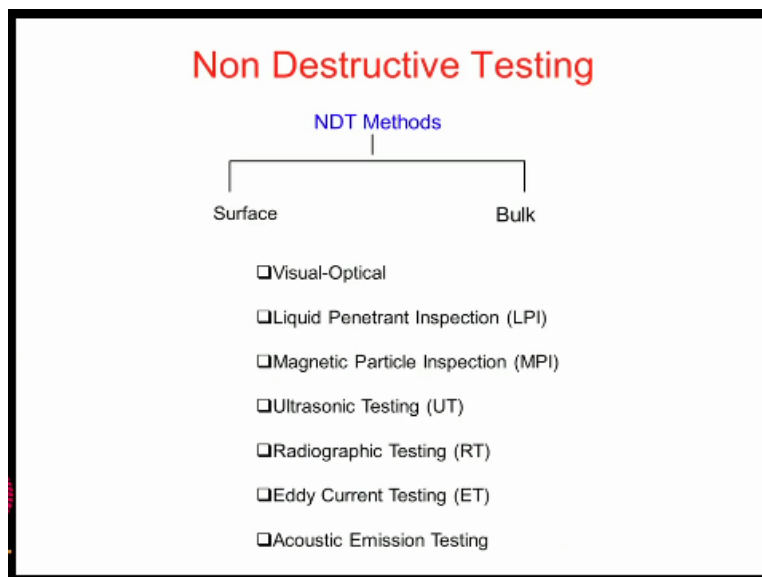 Non Destructive Testing
NDT Methods
Surface Bulk
❑Visual-Optical
❑Liquid Penetrant Inspection (LPI)
❑Magnetic Particle Inspection (MPI)
❑Ultrasonic Testing (UT)
❑Radiographic Testing (RT)
❑Eddy Current Testing (ET)
❑Acoustic Emission Testing